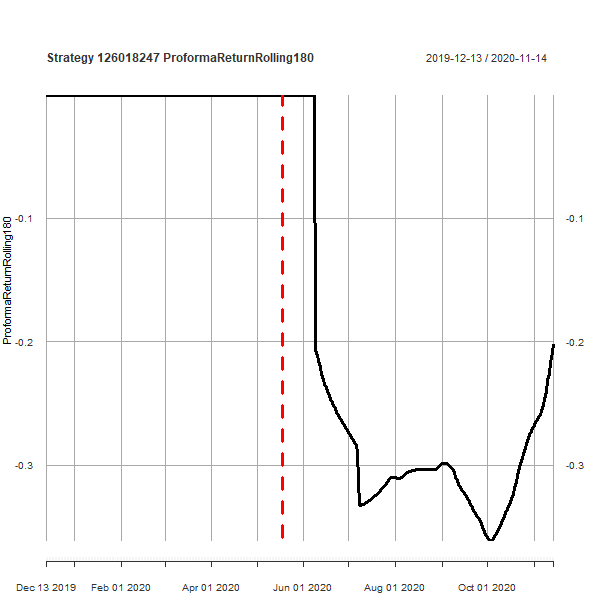 Strategy 126018247 ProformaReturnRolling180
2019-12-13 / 2020-11-14
ProformaReturnRolling180
-0.1
-0.1
-0.2
-0.2
-0.3
-0.3
Dec 13 2019
Feb 01 2020
Apr 01 2020
Jun 01 2020
Aug 01 2020
Oct 01 2020